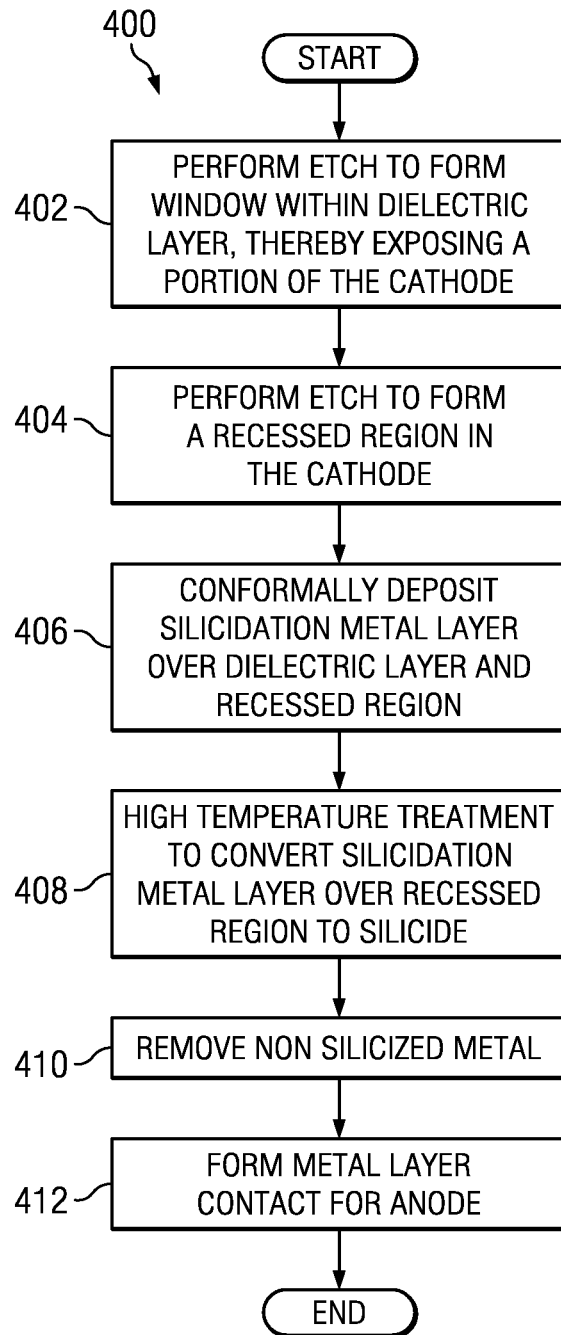 400
START
402
PERFORM ETCH TO FORM
WINDOW WITHIN DIELECTRIC
LAYER, THEREBY EXPOSING A
PORTION OF THE CATHODE
404
PERFORM ETCH TO FORM
A RECESSED REGION IN
THE CATHODE
406
CONFORMALLY DEPOSIT
SILICIDATION METAL LAYER
OVER DIELECTRIC LAYER AND
RECESSED REGION
408
HIGH TEMPERATURE TREATMENT
TO CONVERT SILICIDATION
METAL LAYER OVER RECESSED
REGION TO SILICIDE
410
REMOVE NON SILICIZED METAL
412
FORM METAL LAYER
CONTACT FOR ANODE
END